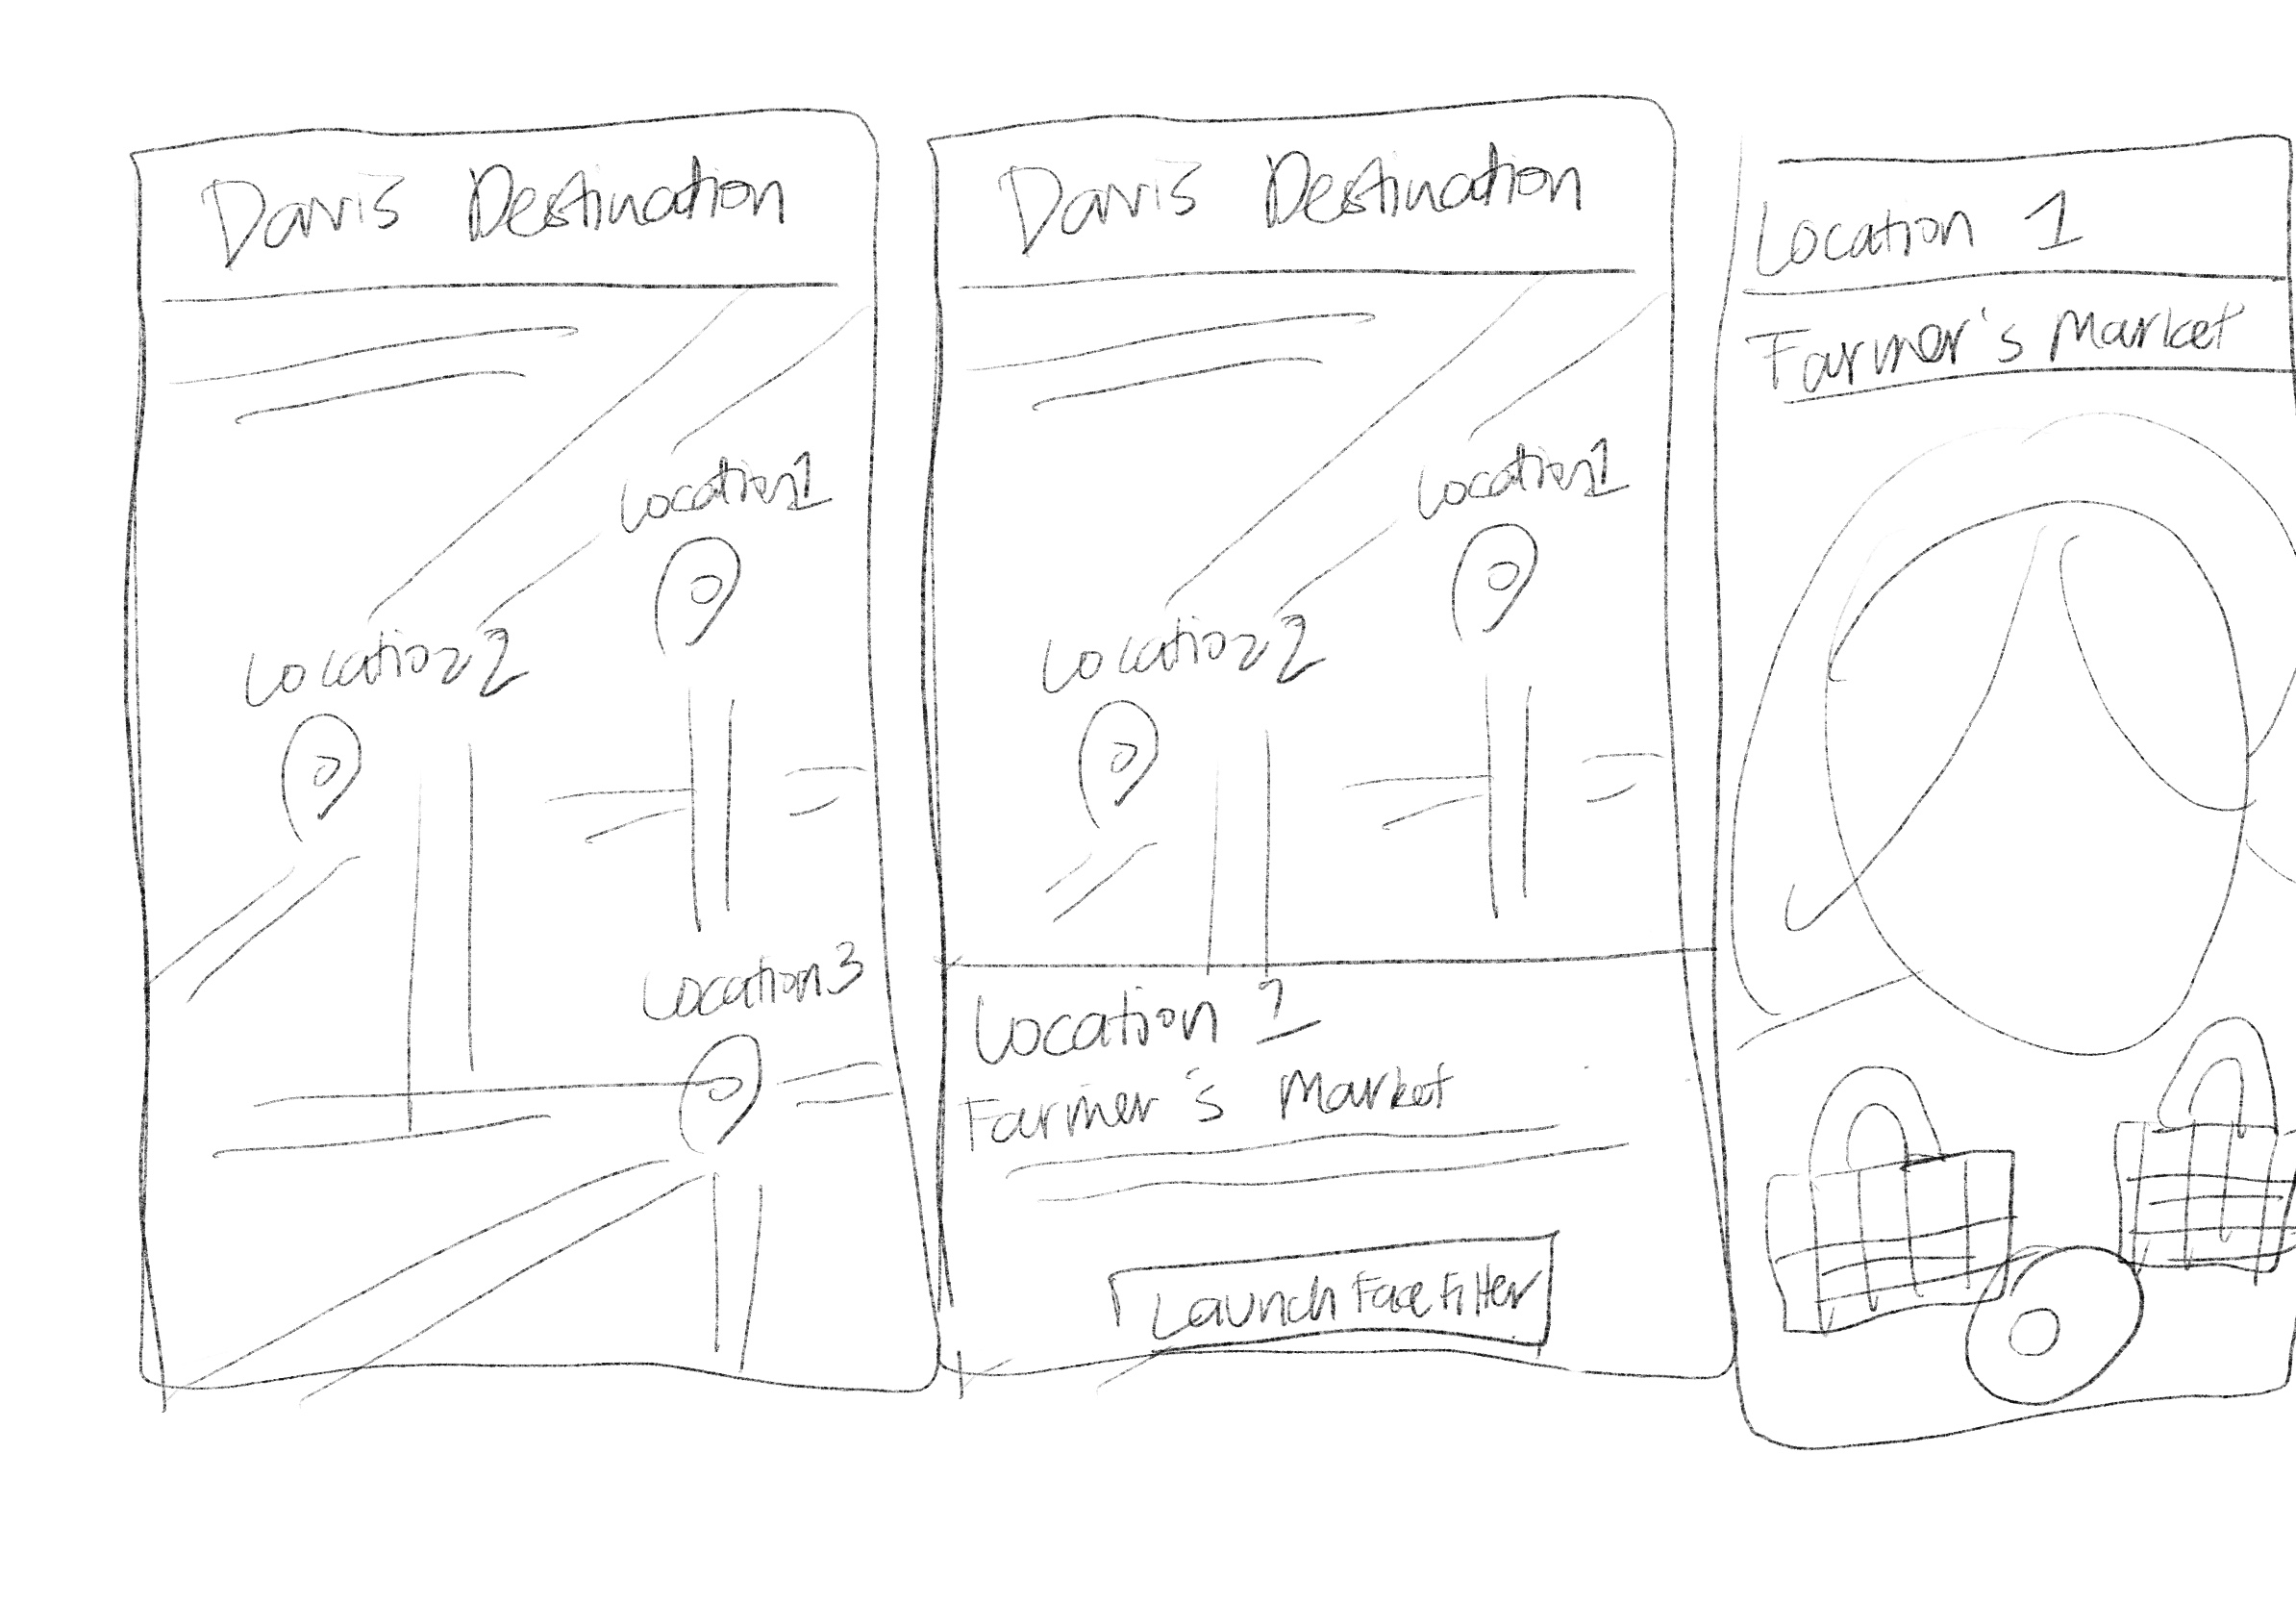 Davis Destination
Location 1
Location 2
Location 3
Davis Destination
Location 1
Location 2
Location 1
Farmer's Market
Launch Face Filter
Location 1
Farmer's Market